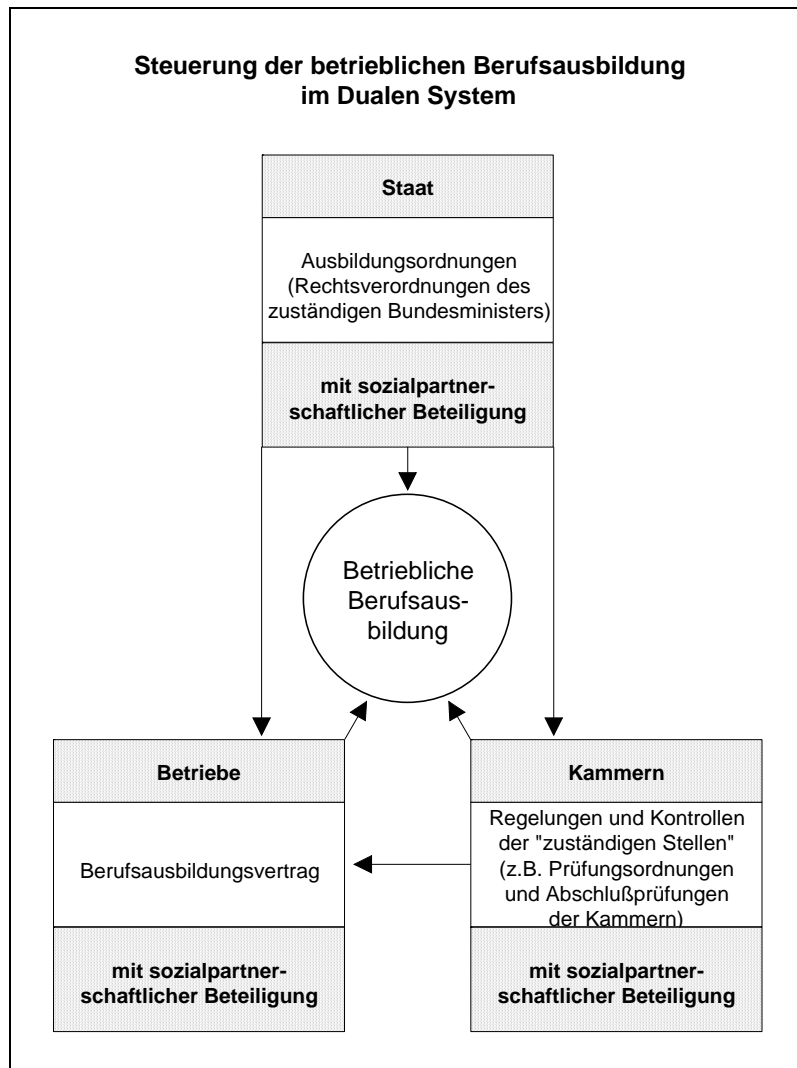 Steuerung der betrieblichen Berufsausbildung
im Dualen System
Staat
Ausbildungsordnungen
(Rechtsverordnungen des
zuständigen Bundesministers)
mit sozialpartner-
schaftlicher Beteiligung
Betriebliche
Berufsaus-
bildung
Betriebe
Berufsausbildungsvertrag
mit sozialpartner-
schaftlicher Beteiligung
Kammern
Regelungen und Kontrollen
der "zuständigen Stellen"
(z.B. Prüfungsordnungen
und Abschlußprüfungen
der Kammern)
mit sozialpartner-
schaftlicher Beteiligung